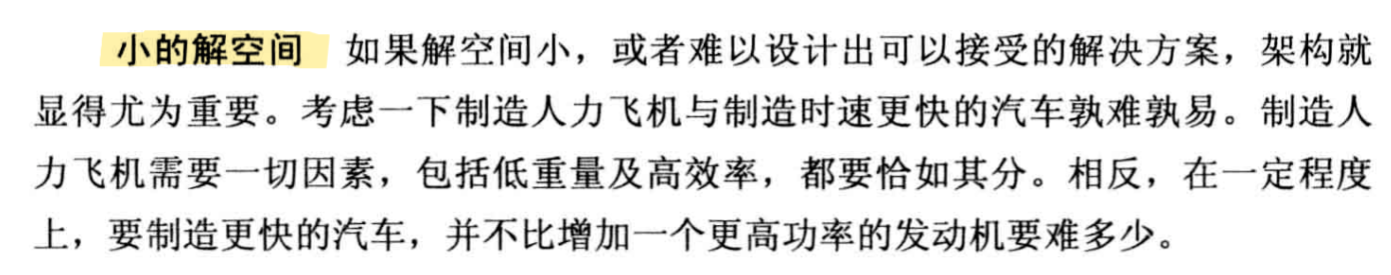 小的解空间 如果解空间小，或者难以设计出可以接受的解决方案，架构就
显得尤为重要。考虑一下制造人力飞机与制造时速更快的汽车孰难孰易。制造人
力飞机需要一切因素，包括低重量及高效率，都要恰如其分。相反，在一定程度
上，要制造更快的汽车，并不比增加一个更高功率的发动机要难多少。